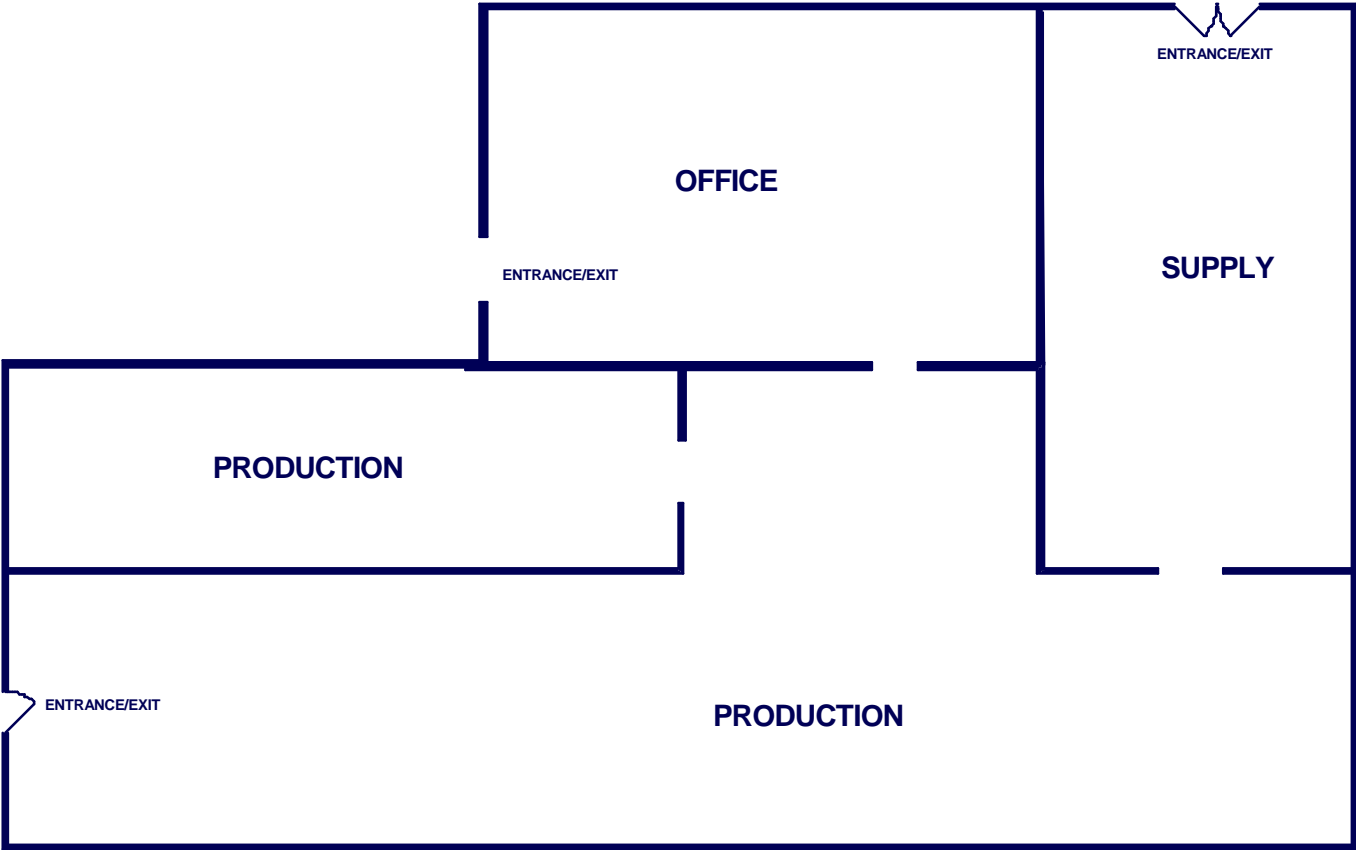 ENTRANCE/EXIT
OFFICE
SUPPLY
ENTRANCE/EXIT
PRODUCTION
ENTRANCE/EXIT
PRODUCTION